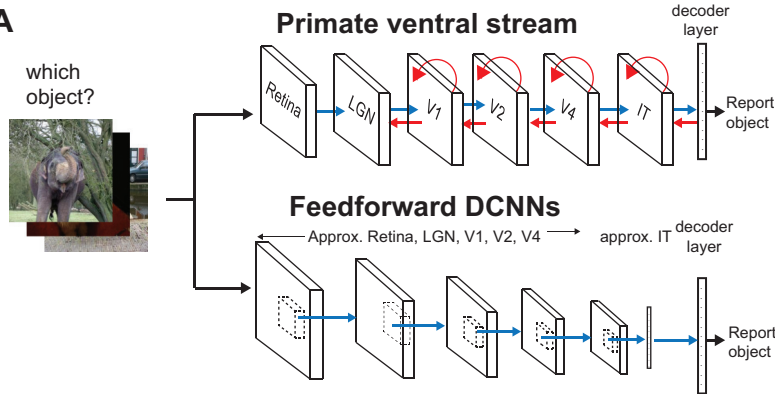 A
Primate ventral stream
decoder
layer
which
object?
Retina
LGN
V1
V2
V4
IT
Report
object
Feedforward DCNNs
Approx. Retina, LGN, V1, V2, V4
approx. IT
decoder
layer
Report
object